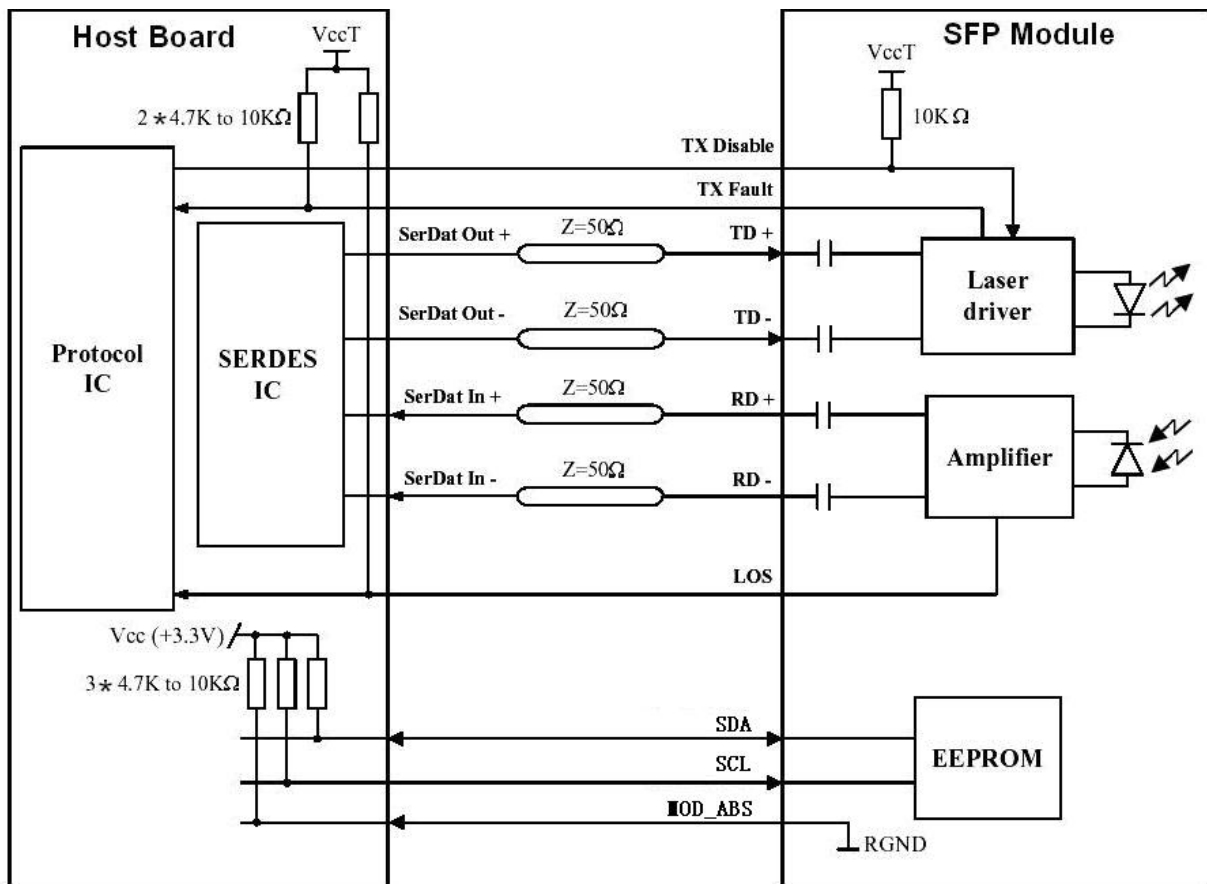 Host Board
SFP Module
VccT
VccT
2*4.7K to 10KΩ
10KΩ
TX Disable
TX Fault
SerDat Out +
Z=50Ω
TD +
SerDat Out -
Z=50Ω
TD -
Laser
driver
Protocol
IC
SERDES
IC
SerDat In +
Z=50Ω
RD +
SerDat In -
Z=50Ω
RD -
Amplifier
LOS
Vcc (+3.3V)
3*4.7K to 10KΩ
SDA
SCL
MOD_ABS
EEPROM
RGND